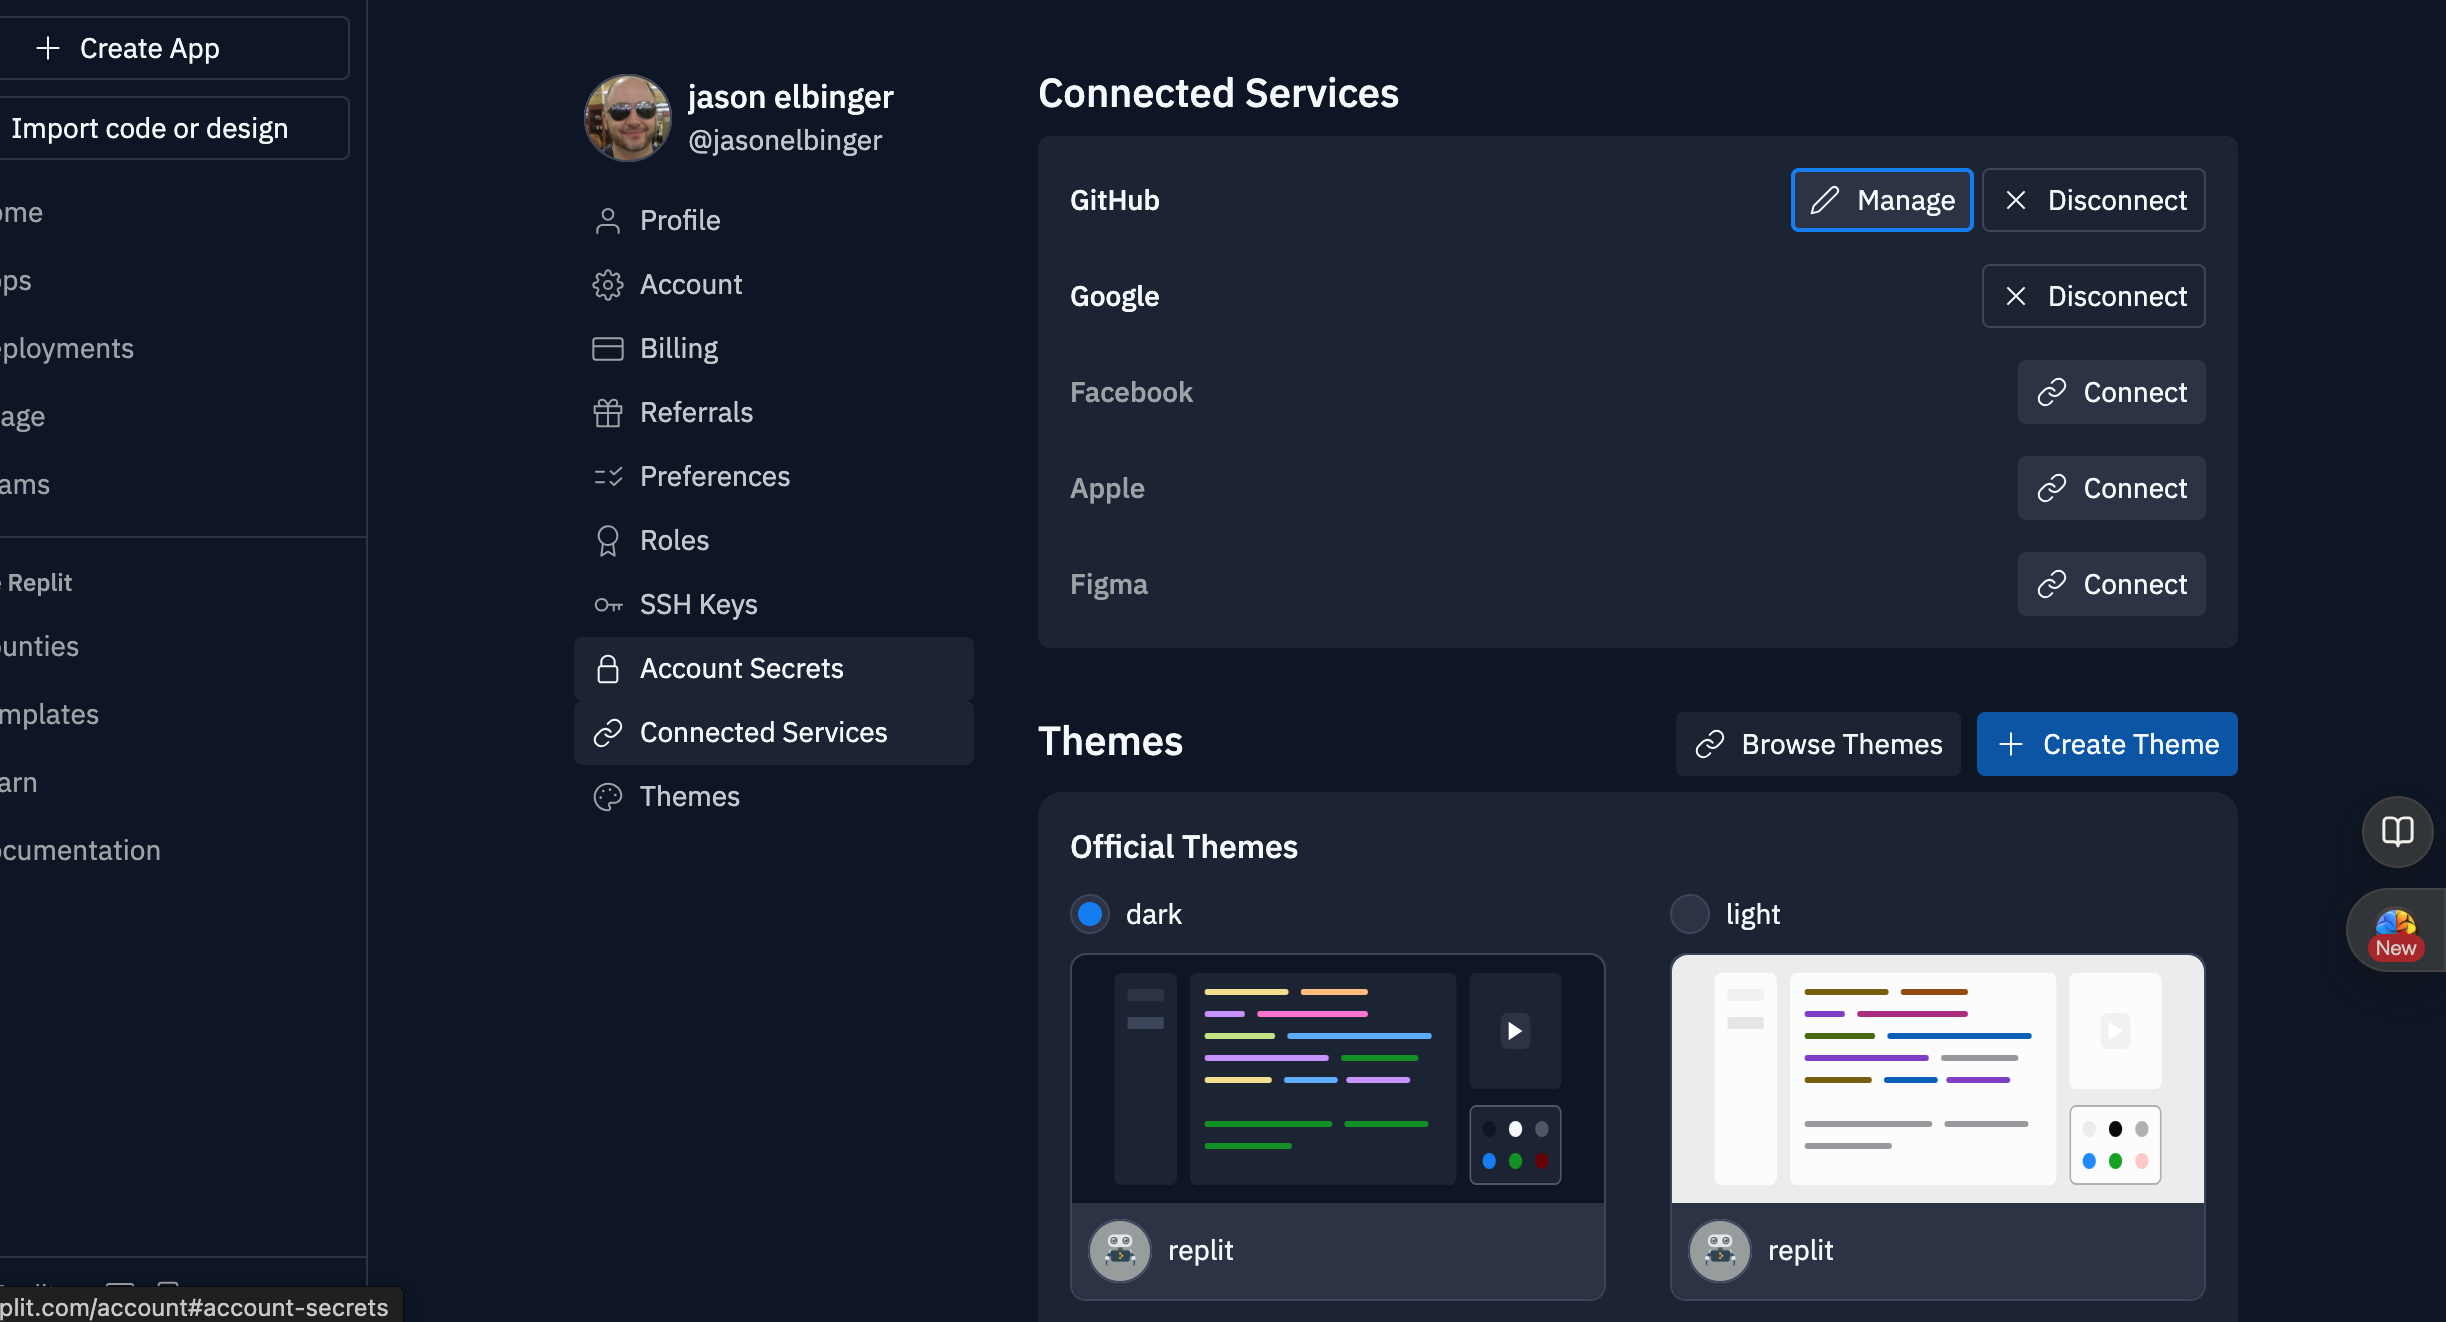 Create App
Import code or design
ome
ps
ployments
age
ams
Replit
unties
mplates
arn
cumentation
plit.com/account#account-secrets
jason elbinger
@jasonelbinger
Profile
Account
Billing
Referrals
Preferences
Roles
SSH Keys
Account Secrets
Connected Services
Themes
Connected Services
GitHub Manage Disconnect
Google Disconnect
Facebook Connect
Apple Connect
Figma Connect
Themes Browse Themes Create Theme
Official Themes
dark light
replit replit
New